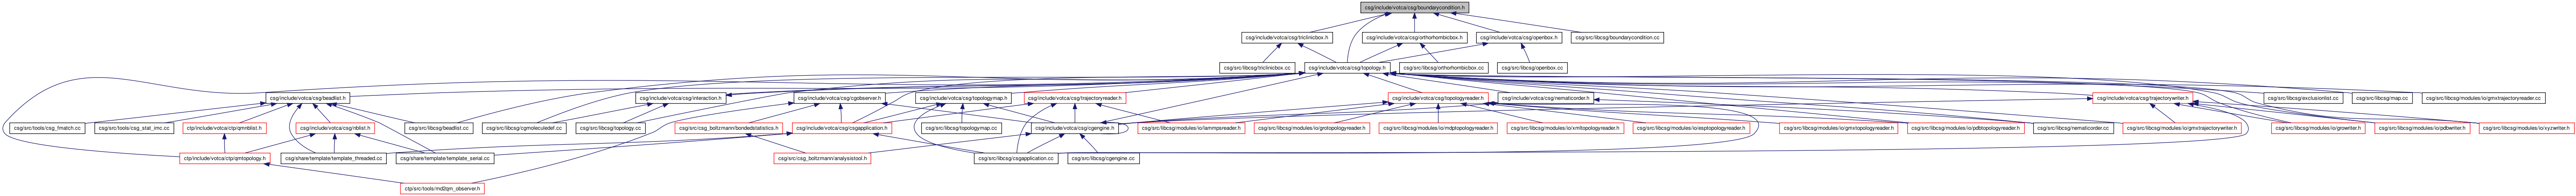 csg/include/votca/csg/boundarycondition.h
csg/include/votca/csg/triclinicbox.h
csg/include/votca/csg/orthorhombicbox.h
csg/include/votca/csg/openbox.h
csg/src/libcsg/boundarycondition.cc
csg/src/libcsg/triclinicbox.cc
csg/include/votca/csg/topology.h
csg/src/libcsg/orthorhombicbox.cc
csg/src/libcsg/openbox.cc
csg/include/votca/csg/beadlist.h
csg/include/votca/csg/interaction.h
csg/include/votca/csg/cgobserver.h
csg/include/votca/csg/topologymap.h
csg/include/votca/csg/trajectoryreader.h
csg/include/votca/csg/topologyreader.h
csg/include/votca/csg/nematicorder.h
csg/include/votca/csg/trajectorywriter.h
csg/src/libcsg/exclusionlist.cc
csg/src/libcsg/map.cc
csg/src/libcsg/modules/io/gmxtrajectoryreader.cc
csg/src/tools/csg_fmatch.cc
csg/src/tools/csg_stat_imc.cc
ctp/include/votca/ctp/qmnblist.h
csg/include/votca/csg/nblist.h
csg/src/libcsg/beadlist.cc
csg/src/libcsg/cgmoleculedef.cc
csg/src/libcsg/topology.cc
csg/src/csg_boltzmann/bondedstatistics.h
csg/include/votca/csg/csgapplication.h
csg/src/libcsg/topologymap.cc
csg/include/votca/csg/cgengine.h
csg/src/libcsg/modules/io/lammpsreader.h
csg/src/libcsg/modules/io/grotopologyreader.h
csg/src/libcsg/modules/io/mdptopologyreader.h
csg/src/libcsg/modules/io/xmltopologyreader.h
csg/src/libcsg/modules/io/esptopologyreader.h
csg/src/libcsg/modules/io/gmxtopologyreader.h
csg/src/libcsg/modules/io/pdbtopologyreader.h
csg/src/libcsg/nematicorder.cc
csg/src/libcsg/modules/io/gmxtrajectorywriter.h
csg/src/libcsg/modules/io/growriter.h
csg/src/libcsg/modules/io/pdbwriter.h
csg/src/libcsg/modules/io/xyzwriter.h
ctp/include/votca/ctp/qmtopology.h
csg/share/template/template_threaded.cc
csg/share/template/template_serial.cc
csg/src/csg_boltzmann/analysistool.h
csg/src/libcsg/csgapplication.cc
csg/src/libcsg/cgengine.cc
ctp/src/tools/md2qm_observer.h